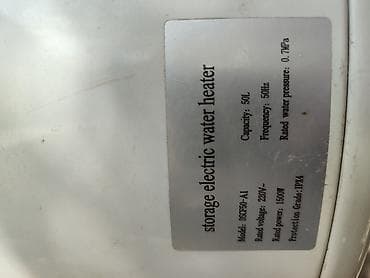 storage electric water heater
Model: DSCF50-A1 Capacity: 50L
Rated voltage: 220V~ Frequency: 50Hz
Rated power: 1500W Rated water pressure: 0.7MPa
Protection Grade:IPX4